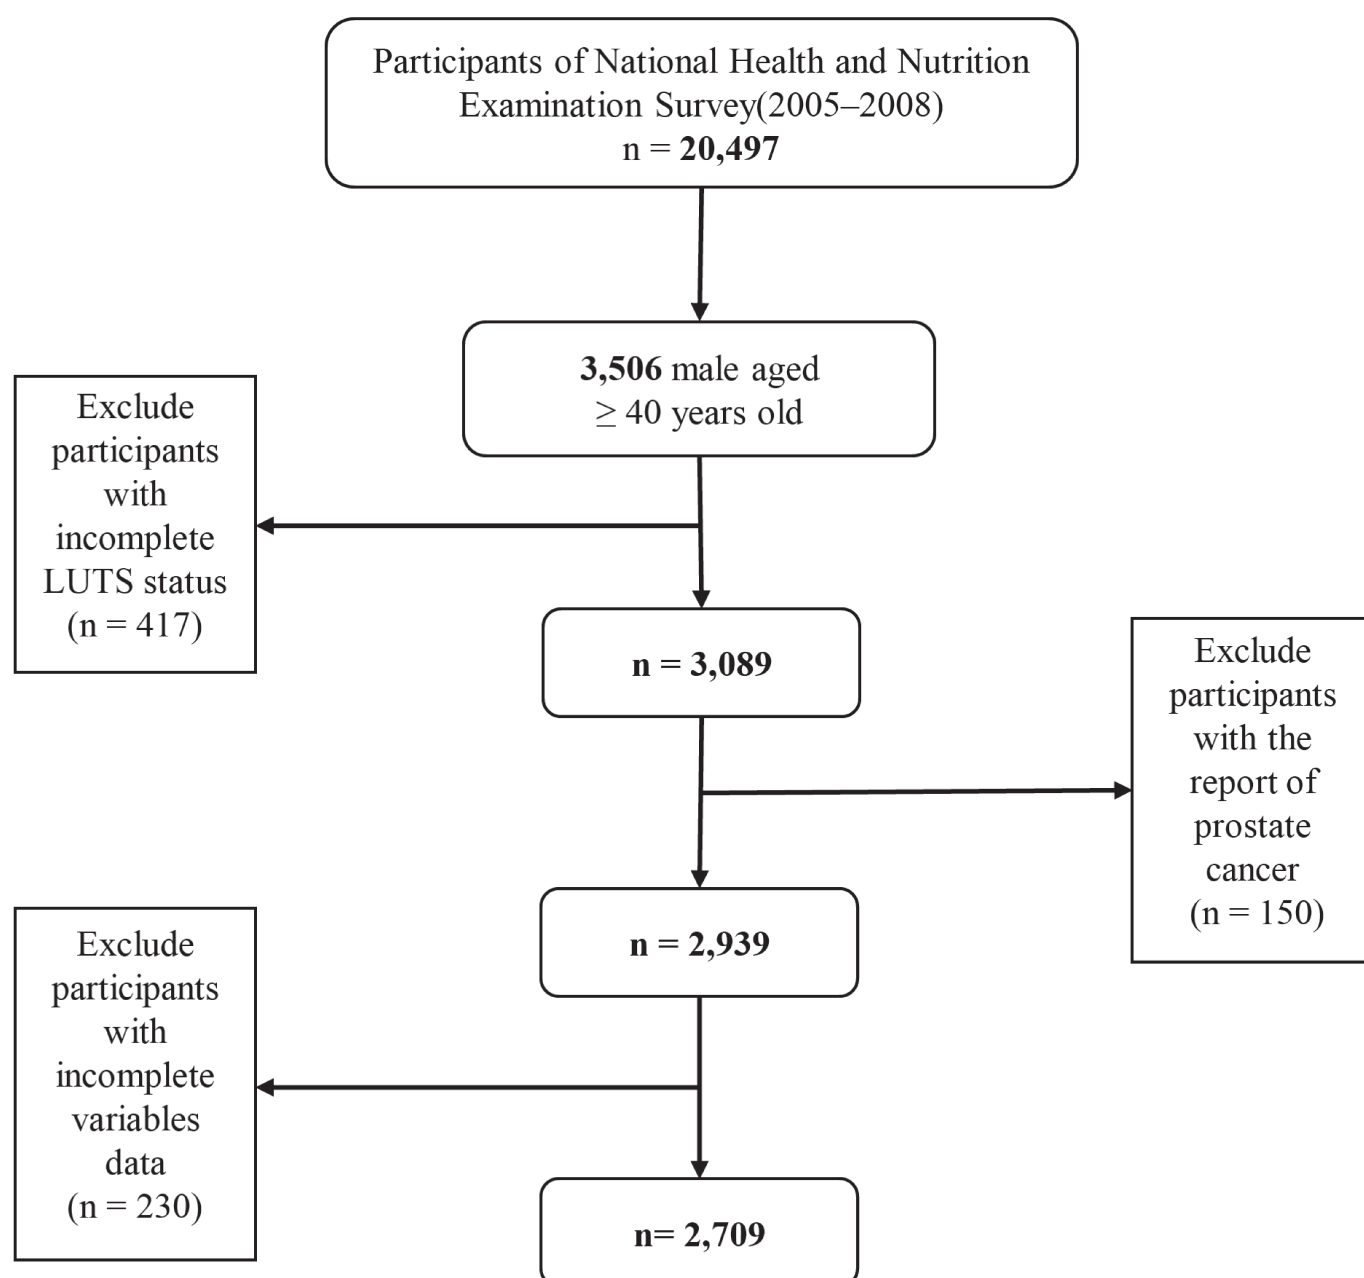 Participants of National Health and Nutrition
Examination Survey(2005–2008)
n = 20,497
3,506 male aged
≥ 40 years old
Exclude
participants
with
incomplete
LUTS status
(n = 417)
n = 3,089
Exclude
participants
with the
report of
prostate
cancer
(n = 150)
n = 2,939
Exclude
participants
with
incomplete
variables
data
(n = 230)
n= 2,709